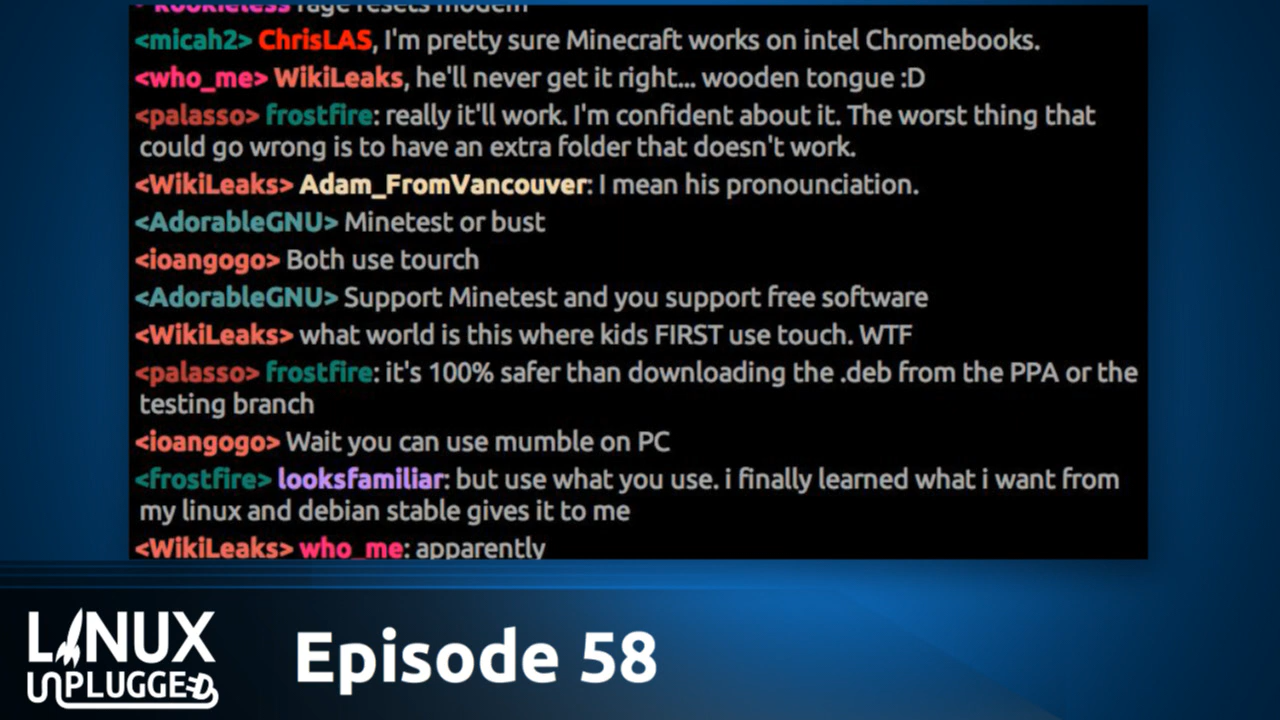 * kookieless rage resets modem
<micah2> ChrisLAS, I'm pretty sure Minecraft works on intel Chromebooks.
<who_me> WikiLeaks, he'll never get it right... wooden tongue :D
<palasso> frostfire: really it'll work. I'm confident about it. The worst thing that
could go wrong is to have an extra folder that doesn't work.
<WikiLeaks> Adam_FromVancouver: I mean his pronounciation.
<AdorableGNU> Minetest or bust
<ioangogo> Both use tourch
<AdorableGNU> Support Minetest and you support free software
<WikiLeaks> what world is this where kids FIRST use touch. WTF
<palasso> frostfire: it's 100% safer than downloading the .deb from the PPA or the
testing branch
<ioangogo> Wait you can use mumble on PC
<frostfire> looksfamiliar: but use what you use. i finally learned what i want from
my linux and debian stable gives it to me
<WikiLeaks> who_me: apparently
LINUX
UNPLUGGED
Episode 58